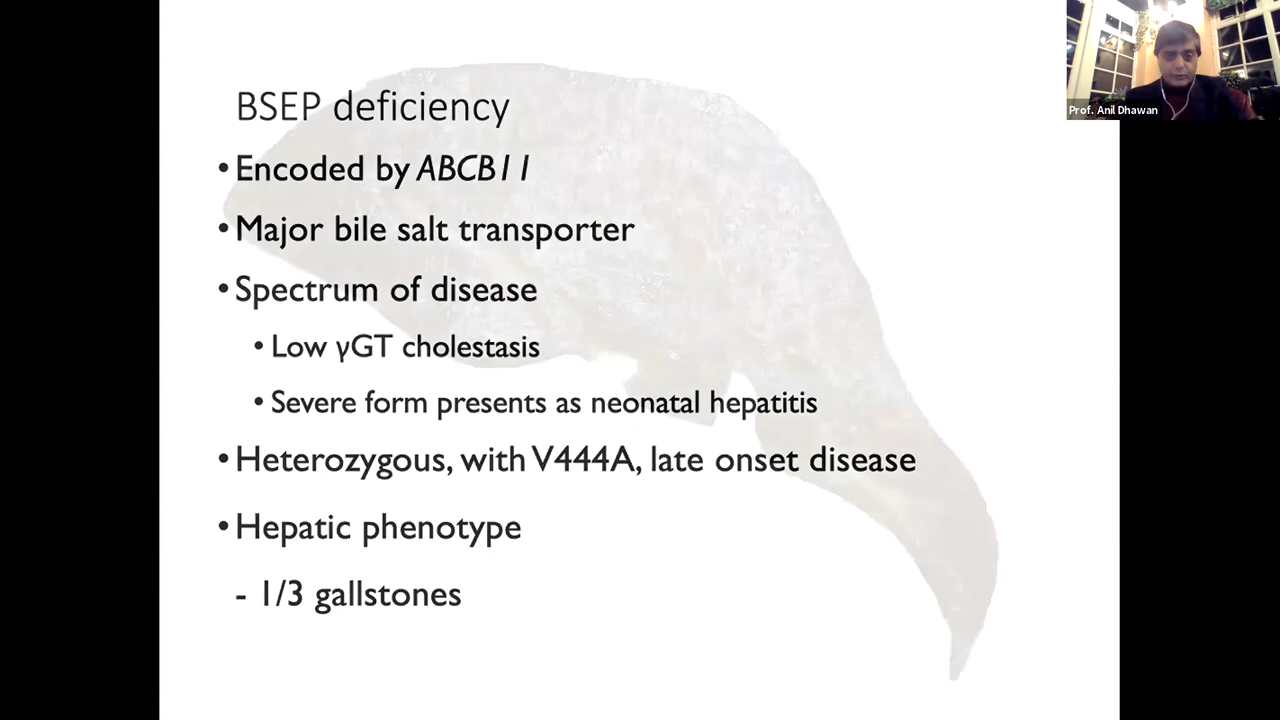 Prof. Anil Dhawan
BSEP deficiency
•Encoded by ABCB11
•Major bile salt transporter
•Spectrum of disease
•Low γGT cholestasis
•Severe form presents as neonatal hepatitis
•Heterozygous, with V444A, late onset disease
•Hepatic phenotype
- 1/3 gallstones